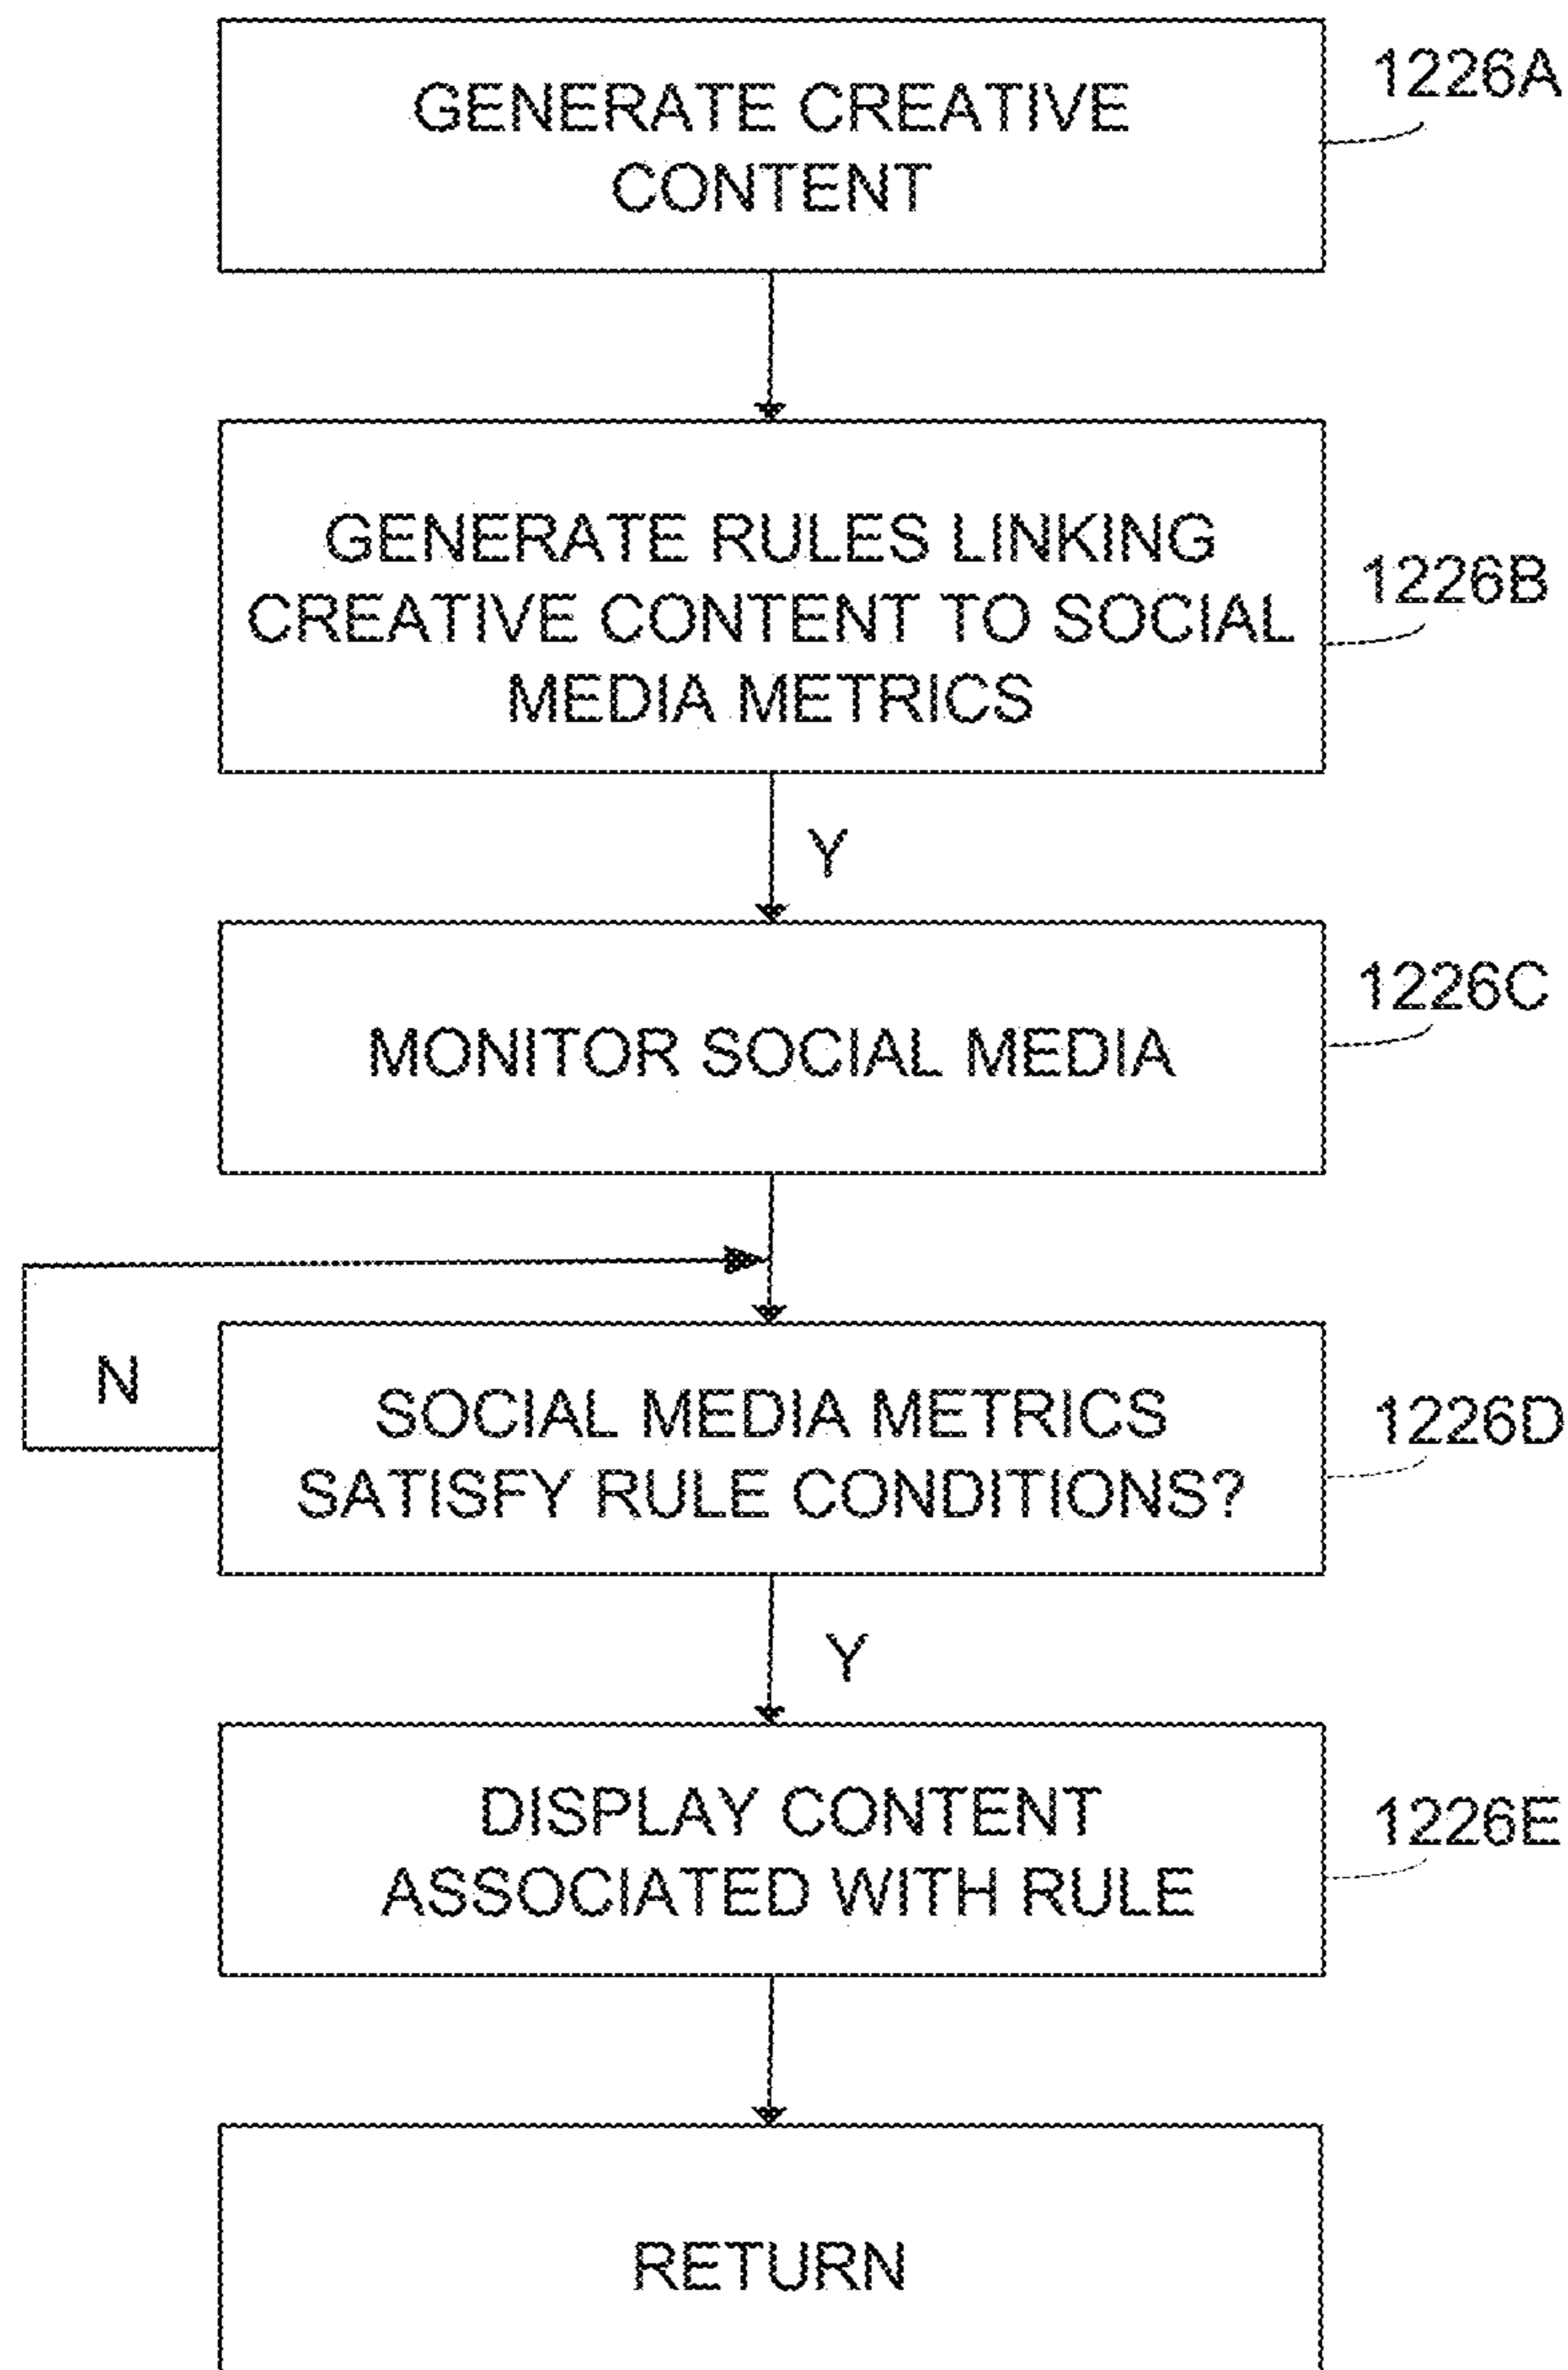 GENERATE CREATIVE
CONTENT
1226A
GENERATE RULES LINKING
CREATIVE CONTENT TO SOCIAL
MEDIA METRICS
1226B
Y
MONITOR SOCIAL MEDIA
1226C
N
SOCIAL MEDIA METRICS
SATISFY RULE CONDITIONS?
1226D
Y
DISPLAY CONTENT
ASSOCIATED WITH RULE
1226E
RETURN